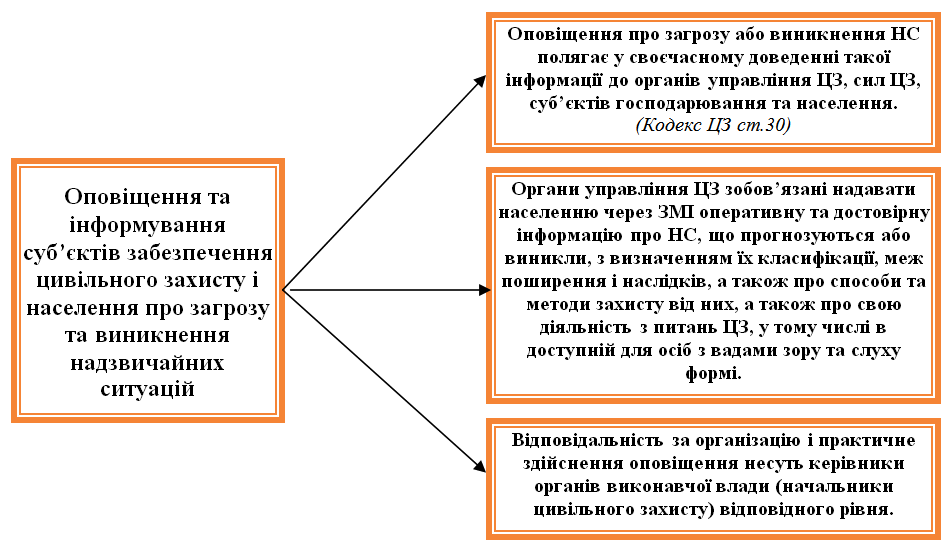 Оповіщення та
інформування
суб’єктів забезпечення
цивільного захисту і
населення про загрозу
та виникнення
надзвичайних
ситуацій
Оповіщення про загрозу або виникнення НС
полягає у своєчасному доведенні такої
інформації до органів управління ЦЗ, сил ЦЗ,
суб’єктів господарювання та населення.
(Кодекс ЦЗ ст.30)
Органи управління ЦЗ зобов’язані надавати
населенню через ЗМІ оперативну та достовірну
інформацію про НС, що прогнозуються або
виникли, з визначенням їх класифікації, меж
поширення і наслідків, а також про способи та
методи захисту від них, а також про свою
діяльність з питань ЦЗ, у тому числі в
доступній для осіб з вадами зору та слуху
формі.
Відповідальність за організацію і практичне
здійснення оповіщення несуть керівники
органів виконавчої влади (начальники
цивільного захисту) відповідного рівня.